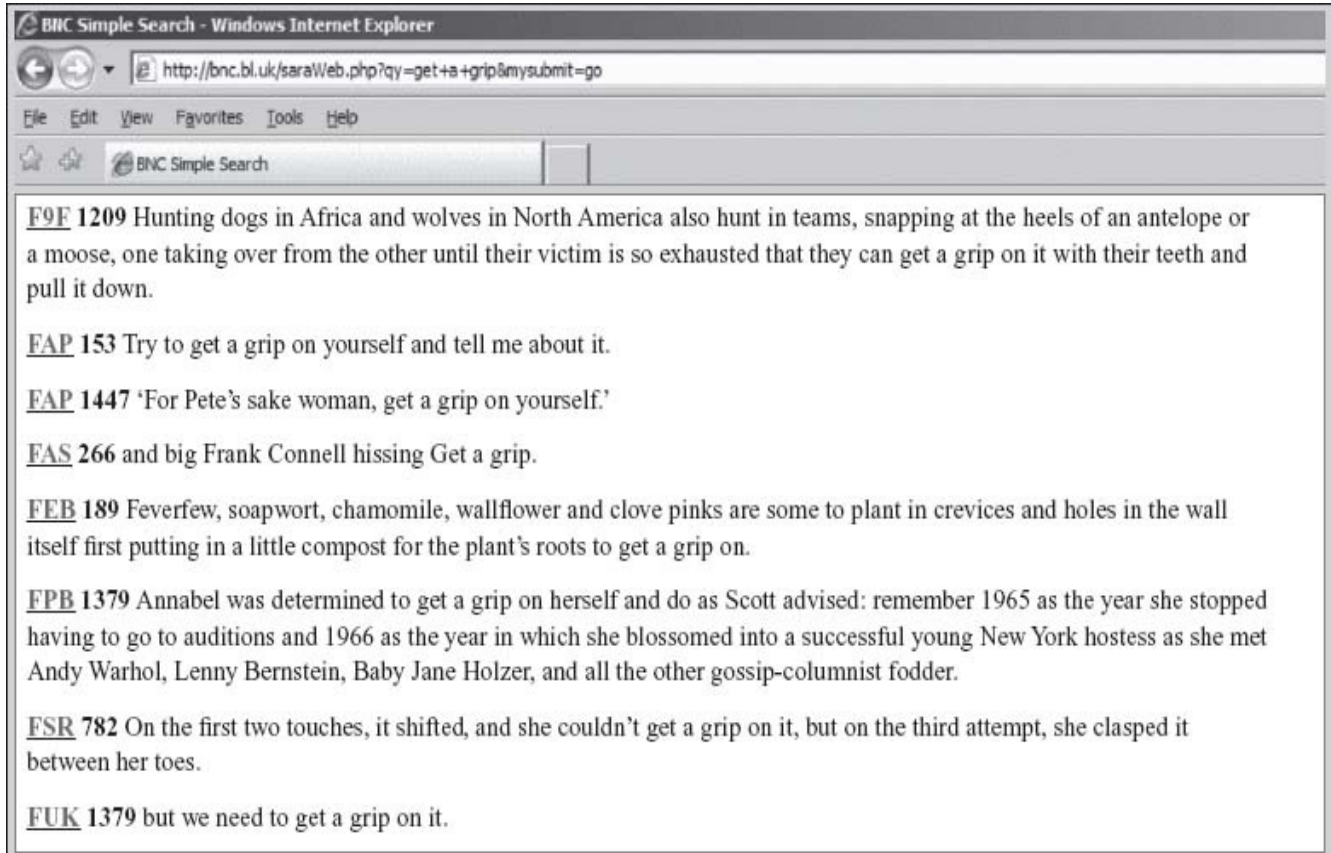 BNC Simple Search - Windows Internet Explorer
http://bnc.bl.uk/saraWeb.php?qy=get+a+grip&mysubmit=go
File Edit View Favorites Tools Help
BNC Simple Search
F9F 1209 Hunting dogs in Africa and wolves in North America also hunt in teams, snapping at the heels of an antelope or
a moose, one taking over from the other until their victim is so exhausted that they can get a grip on it with their teeth and
pull it down.
FAP 153 Try to get a grip on yourself and tell me about it.
FAP 1447 ‘For Pete’s sake woman, get a grip on yourself.’
FAS 266 and big Frank Connell hissing Get a grip.
FEB 189 Feverfew, soapwort, chamomile, wallflower and clove pinks are some to plant in crevices and holes in the wall
itself first putting in a little compost for the plant’s roots to get a grip on.
FPB 1379 Annabel was determined to get a grip on herself and do as Scott advised: remember 1965 as the year she stopped
having to go to auditions and 1966 as the year in which she blossomed into a successful young New York hostess as she met
Andy Warhol, Lenny Bernstein, Baby Jane Holzer, and all the other gossip-columnist fodder.
FSR 782 On the first two touches, it shifted, and she couldn’t get a grip on it, but on the third attempt, she clasped it
between her toes.
FUK 1379 but we need to get a grip on it.